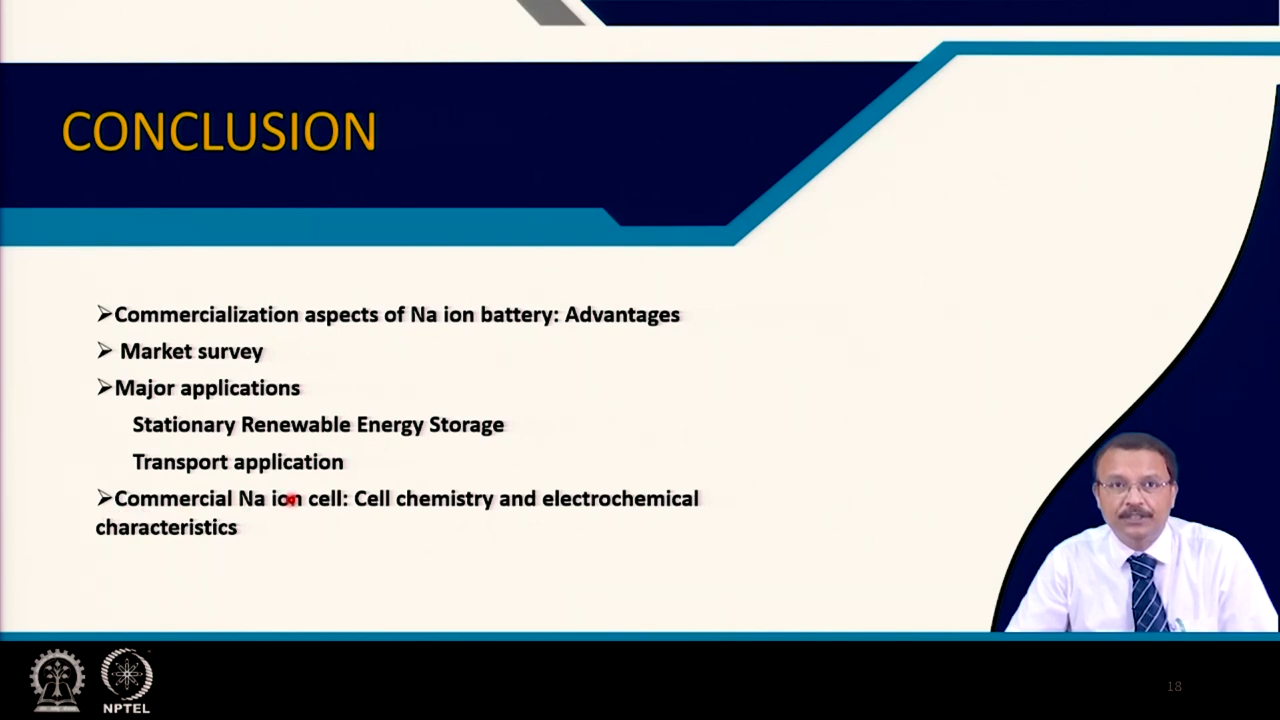 CONCLUSION
➢Commercialization aspects of Na ion battery: Advantages
➢ Market survey
➢Major applications
Stationary Renewable Energy Storage
Transport application
➢Commercial Na ion cell: Cell chemistry and electrochemical
characteristics
NPTEL
18